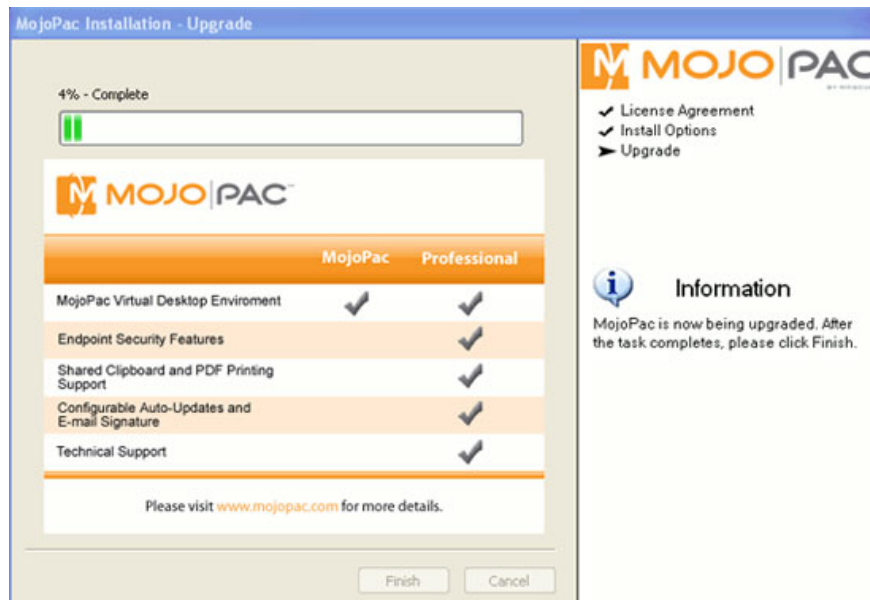 MojoPac Installation - Upgrade
4% - Complete
MOJO PAC™
MojoPac Professional
MojoPac Virtual Desktop Enviroment
Endpoint Security Features
Shared Clipboard and PDF Printing
Support
Configurable Auto-Updates and
E-mail Signature
Technical Support
Please visit www.mojopac.com for more details.
Finish Cancel
MOJO PAC
License Agreement
Install Options
Upgrade
Information
MojoPac is now being upgraded. After
the task completes, please click Finish.